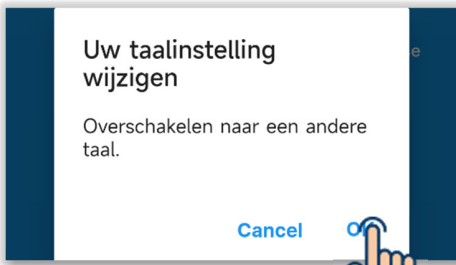 Uw taalinstelling
wijzigen
Overschakelen naar een andere
taal.
Cancel